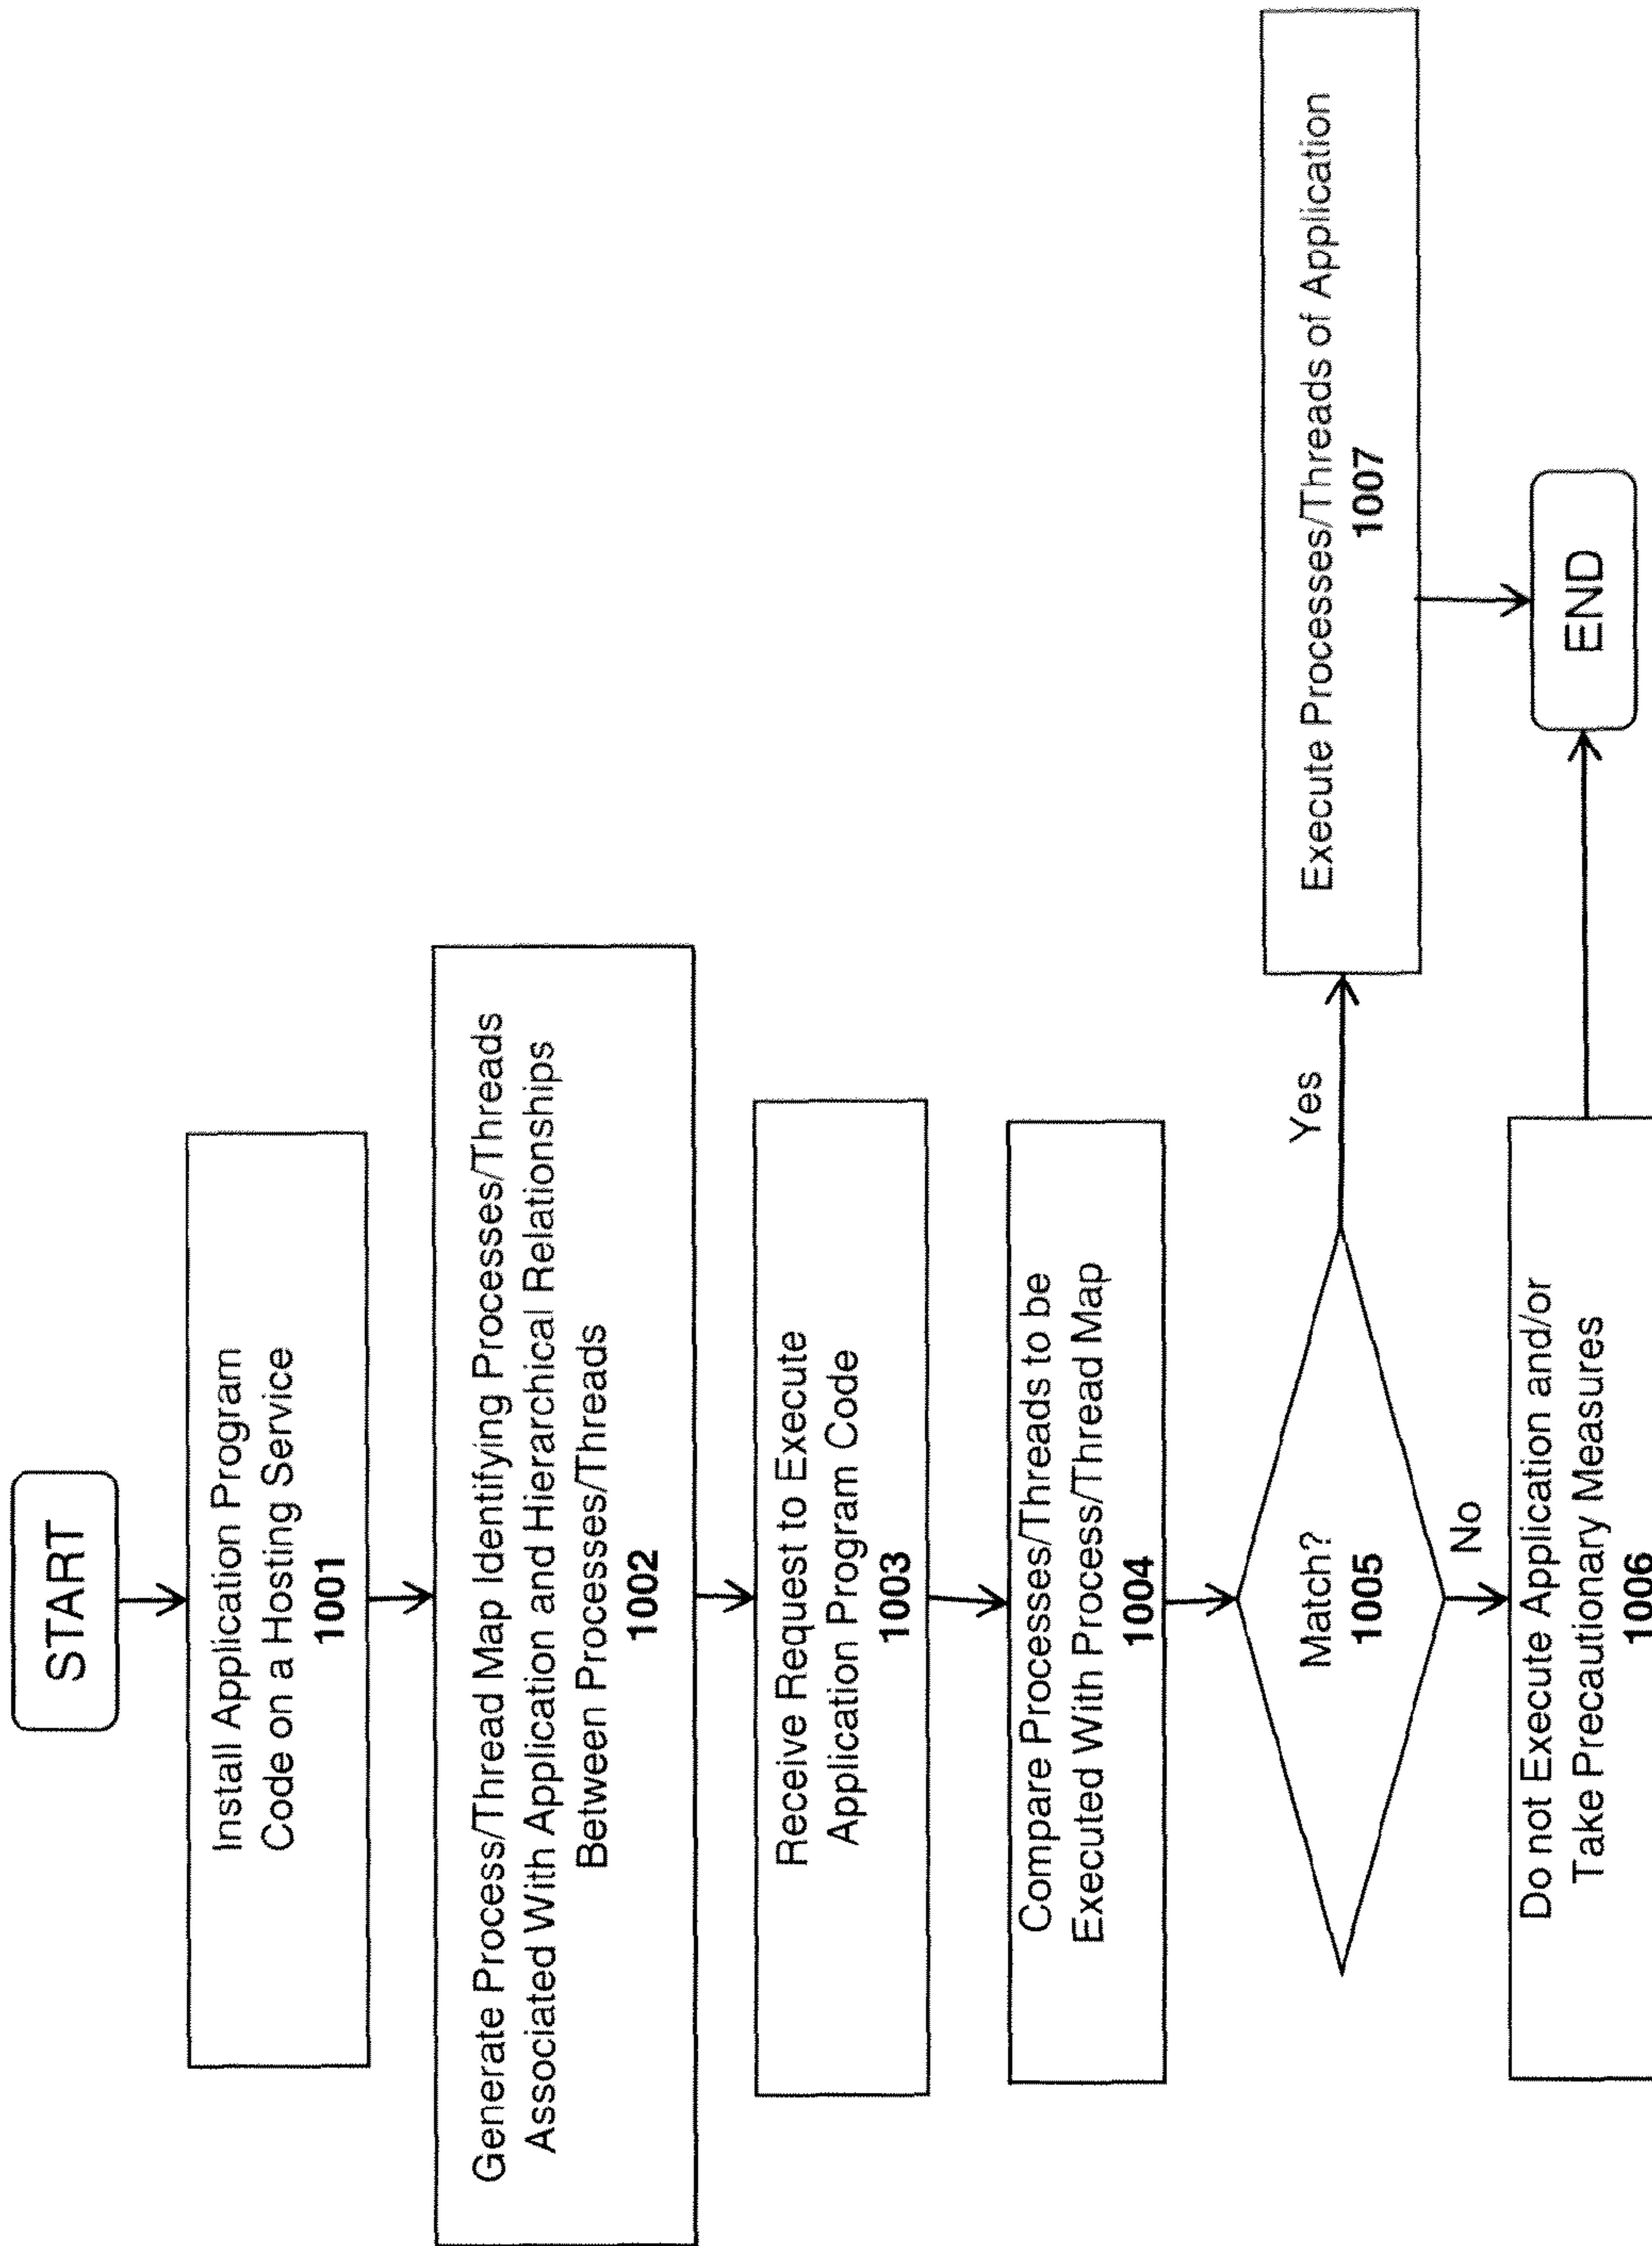 START
Install Application Program
Code on a Hosting Service
1001
Generate Process/Thread Map Identifying Processes/Threads
Associated With Application and Hierarchical Relationships
Between Processes/Threads
1002
Receive Request to Execute
Application Program Code
1003
Compare Processes/Threads to be
Executed With Process/Thread Map
1004
Match?
1005
Yes
No
Execute Processes/Threads of Application
1007
Do not Execute Application and/or
Take Precautionary Measures
1006
END